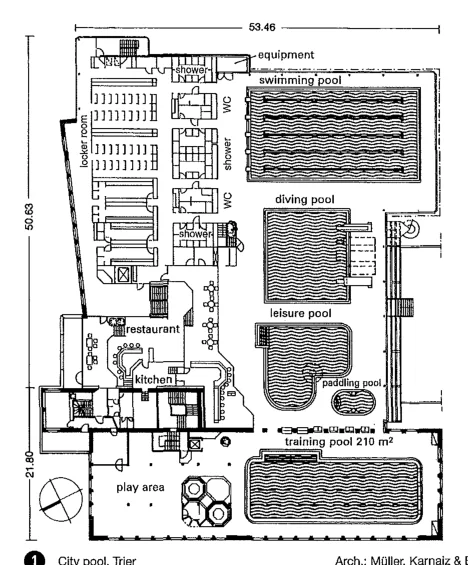 53.46
equipment
shower
swimming pool
locker room
WC
shower
50.63
WC
diving pool
shower
leisure pool
restaurant
kitchen
paddling pool
training pool 210 m²
21.80
play area
1 City pool, Trier
Arch.: Müller, Karnaiz &